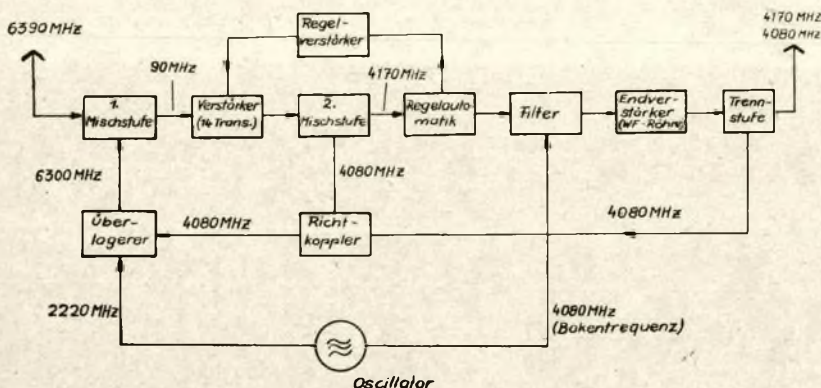 6390 MHz
Regel-
verstärker
4170 MHz
4080 MHz
90 MHz
4170 MHz
1.
Mischstufe
Verstärker
(14 Trans.)
2.
Mischstufe
Regelauto-
matik
Filter
Endver-
stärker
(WF-Röhre)
Trenn-
stufe
6300 MHz
4080 MHz
Über-
lagerer
4080 MHz
Richt-
koppler
4080 MHz
2220 MHz
4080 MHz
(Bakenfrequenz)
Oscillator